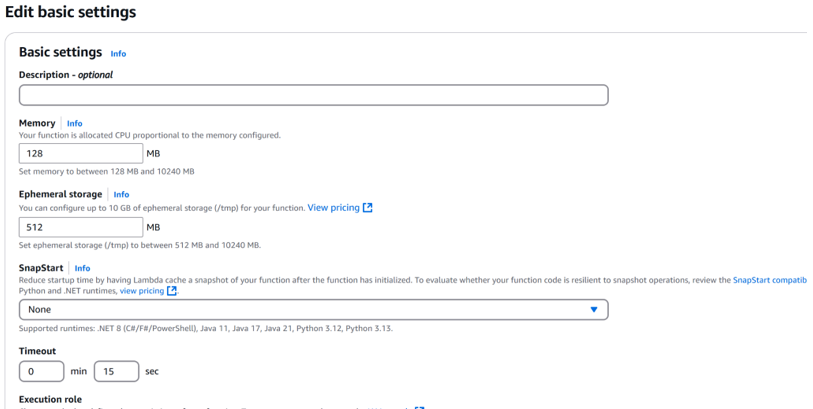 Edit basic settings
Basic settings Info
Description - optional
Memory Info
Your function is allocated CPU proportional to the memory configured.
128 MB
Set memory to between 128 MB and 10240 MB
Ephemeral storage Info
You can configure up to 10 GB of ephemeral storage (/tmp) for your function. View pricing
512 MB
Set ephemeral storage (/tmp) to between 512 MB and 10240 MB.
SnapStart Info
Reduce startup time by having Lambda cache a snapshot of your function after the function has initialized. To evaluate whether your function code is resilient to snapshot operations, review the SnapStart compatib
Python and .NET runtimes, view pricing
None
Supported runtimes: .NET 8 (C#/F#/PowerShell), Java 11, Java 17, Java 21, Python 3.12, Python 3.13.
Timeout
0 min 15 sec
Execution role